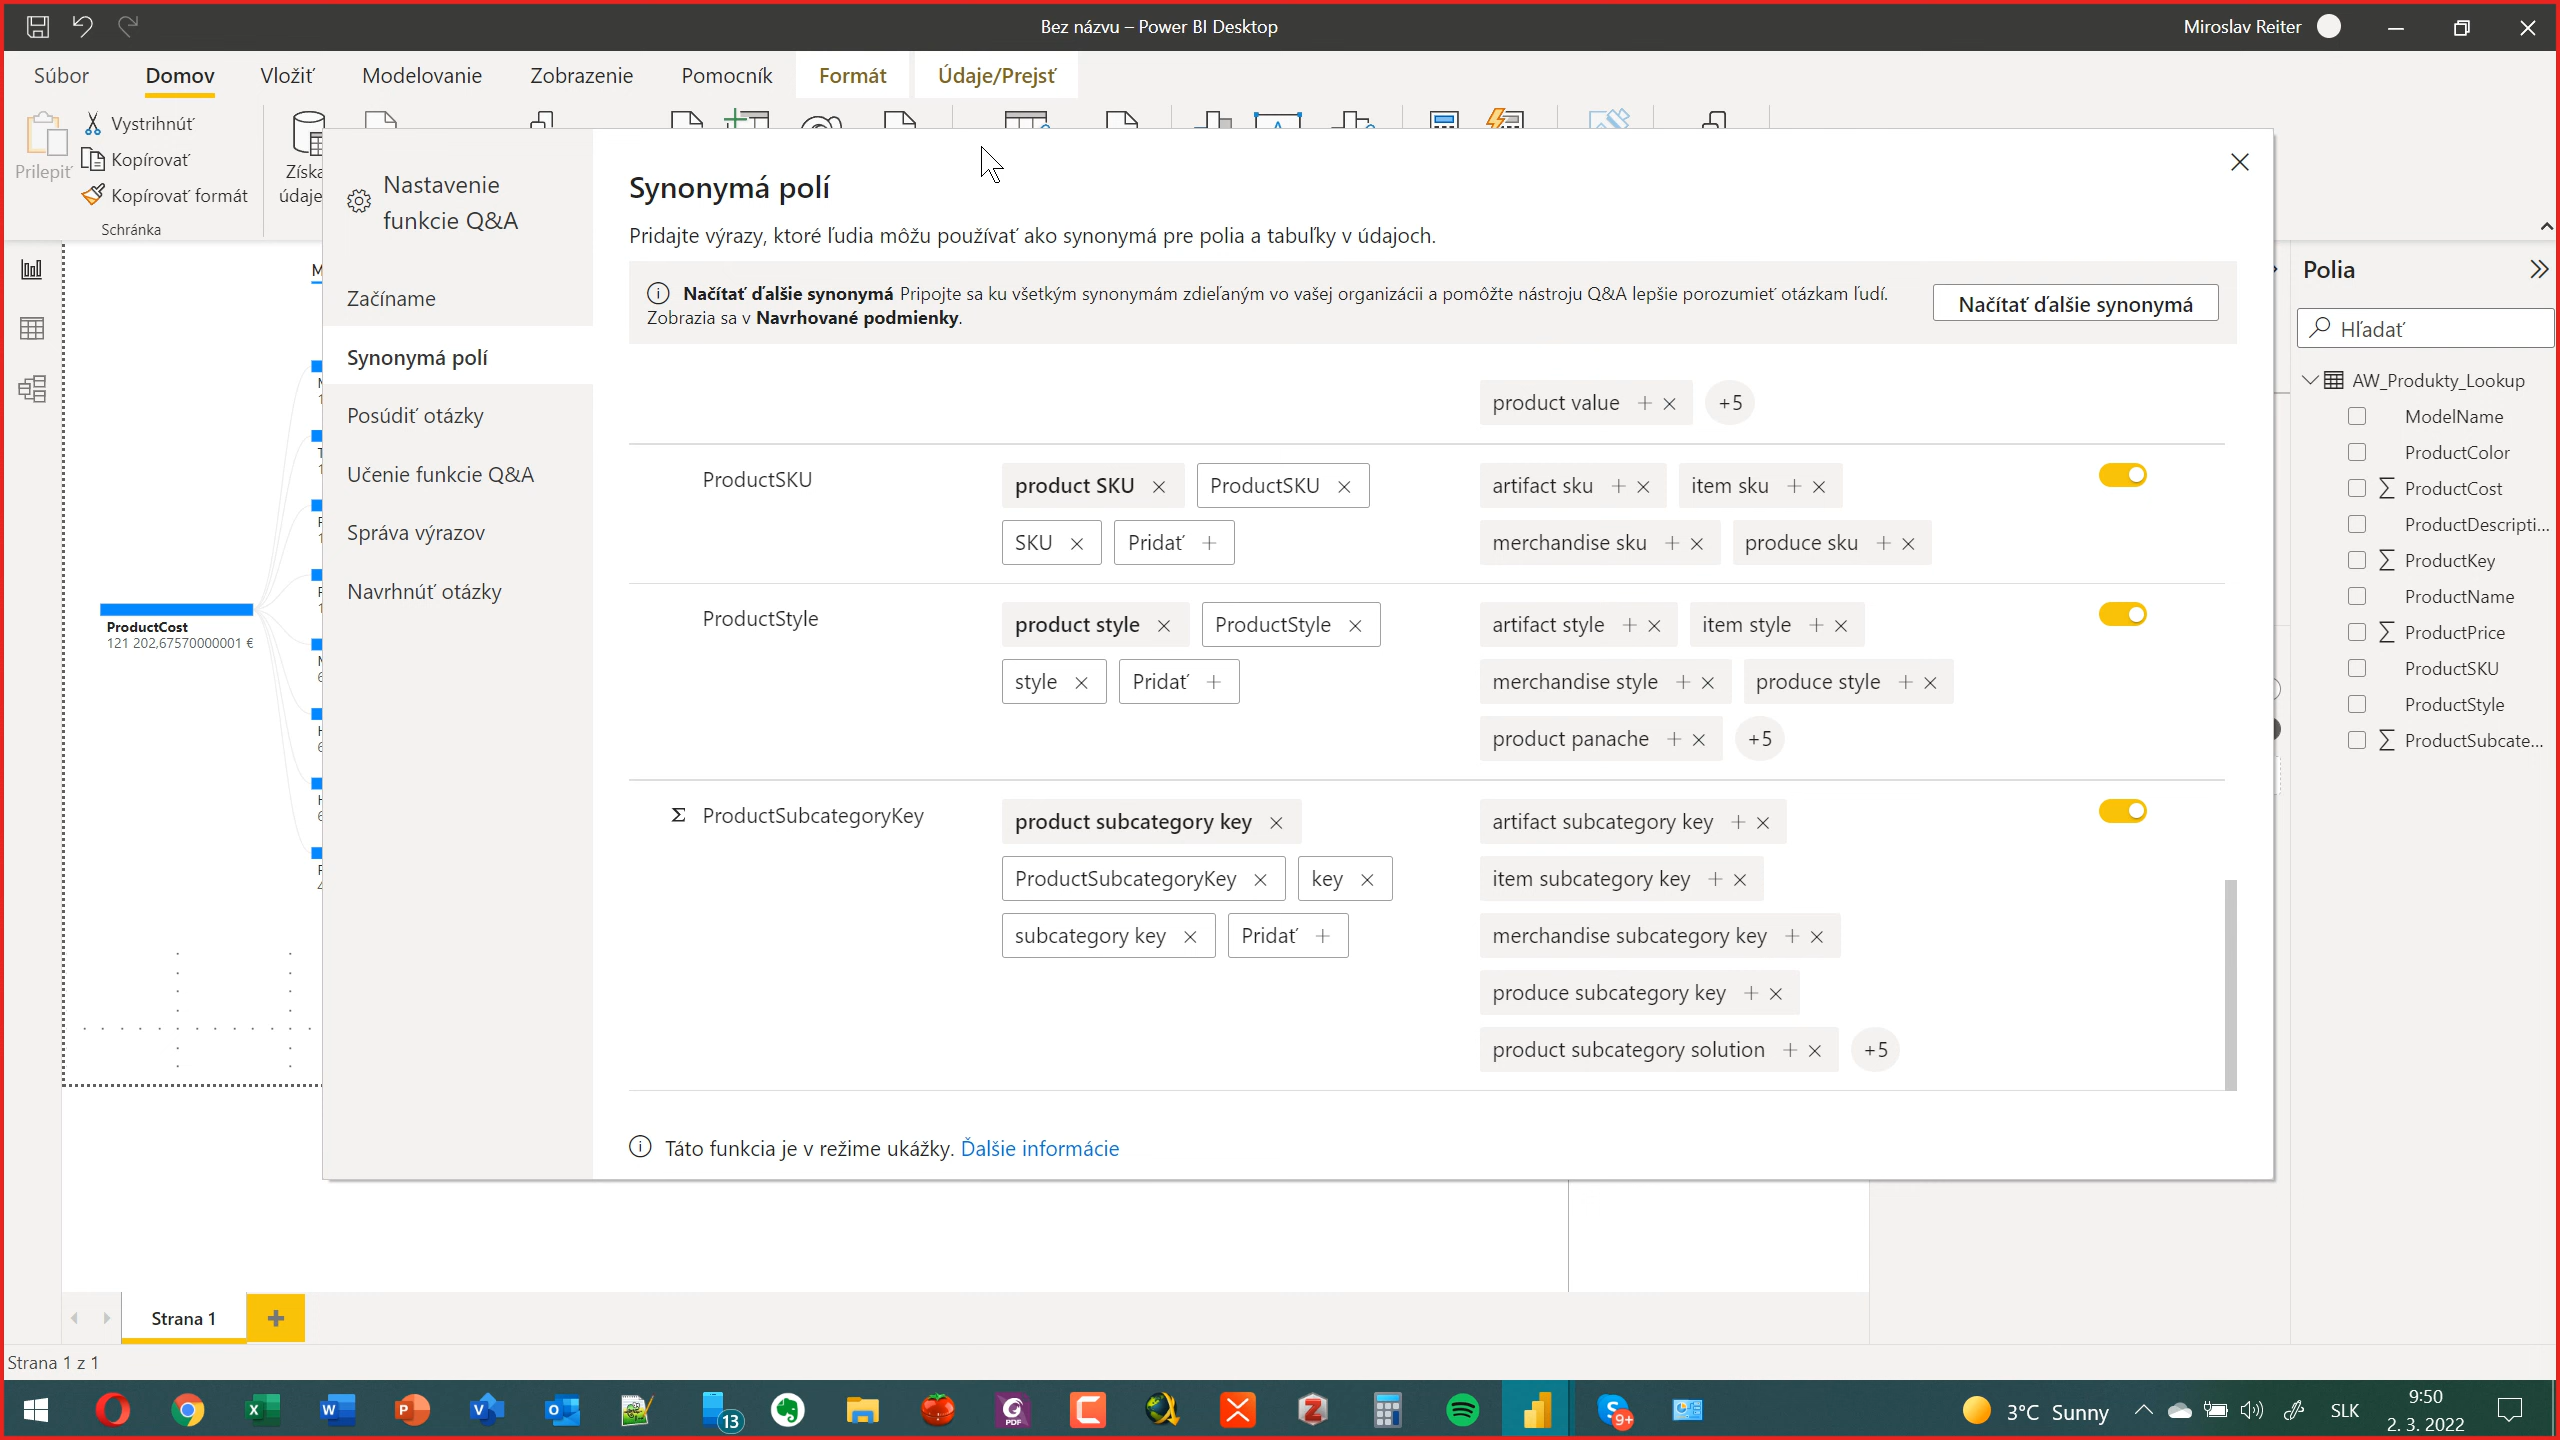 Bez názvu – Power BI Desktop
Miroslav Reiter
Súbor
Domov
Vložiť
Modelovanie
Zobrazenie
Pomocník
Formát
Údaje/Prejsť
Prilepiť
Vystrihnúť
Kopírovať
Kopírovať formát
Schránka
Nastavenie
funkcie Q&A
Začíname
Synonymá polí
Posúdiť otázky
Učenie funkcie Q&A
Správa výrazov
Navrhnúť otázky
Synonymá polí
Pridajte výrazy, ktoré ľudia môžu používať ako synonymá pre polia a tabuľky v údajoch.
Načítať ďalšie synonymá Pripojte sa ku všetkým synonymám zdieľaným vo vašej organizácii a pomôžte nástroju Q&A lepšie porozumieť otázkam ľudí.
Zobrazia sa v Navrhované podmienky.
Načítať ďalšie synonymá
product value +5
ProductSKU
product SKU ProductSKU
SKU Pridať
artifact sku item sku
merchandise sku produce sku
ProductStyle
product style ProductStyle
style Pridať
artifact style item style
merchandise style produce style
product panache +5
Σ ProductSubcategoryKey
product subcategory key
ProductSubcategoryKey key
subcategory key Pridať
artifact subcategory key
item subcategory key
merchandise subcategory key
produce subcategory key
product subcategory solution +5
Táto funkcia je v režime ukážky. Ďalšie informácie
ProductCost
121 202,67570000001 €
Polia
Hľadať
AW_Produkty_Lookup
ModelName
ProductColor
Σ ProductCost
ProductDescripti...
Σ ProductKey
ProductName
Σ ProductPrice
ProductSKU
ProductStyle
Σ ProductSubcate...
Strana 1
Strana 1 z 1
13
9+
3°C Sunny
SLK
9:50
2. 3. 2022